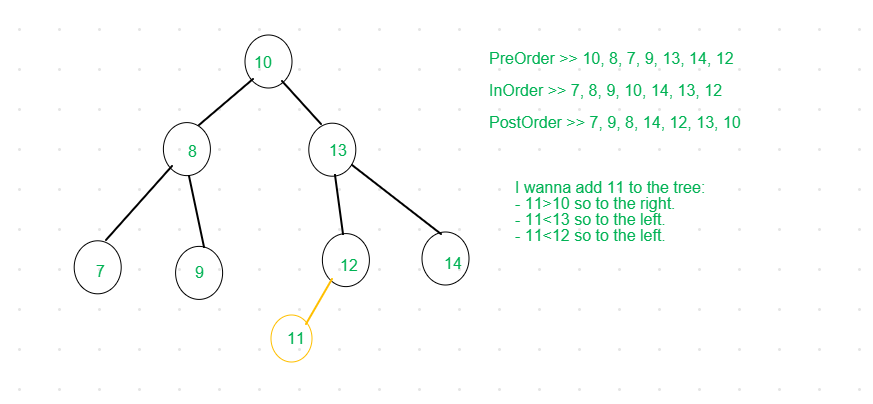 10
PreOrder >> 10, 8, 7, 9, 13, 14, 12
InOrder >> 7, 8, 9, 10, 14, 13, 12
PostOrder >> 7, 9, 8, 14, 12, 13, 10
8
13
I wanna add 11 to the tree:
- 11>10 so to the right.
- 11<13 so to the left.
- 11<12 so to the left.
7
9
12
14
11